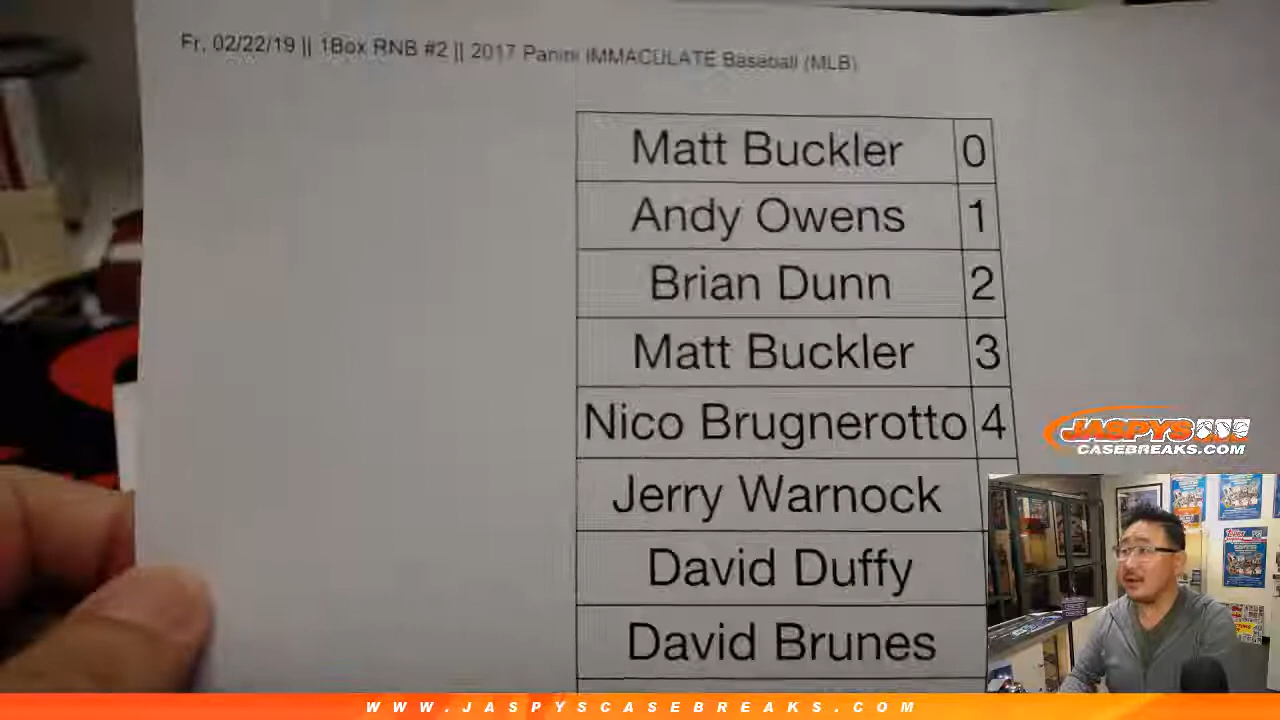 Fr, 02/22/19 || 1Box RNB #2 || 2017 Panini IMMACULATE Baseball (MLB)
Matt Buckler 0
Andy Owens 1
Brian Dunn 2
Matt Buckler 3
Nico Brugnerotto 4
Jerry Warnock
David Duffy
David Brunes
JASPYS
CASEBREAKS.COM
WWW.JASPYSCASEBREAKS.COM